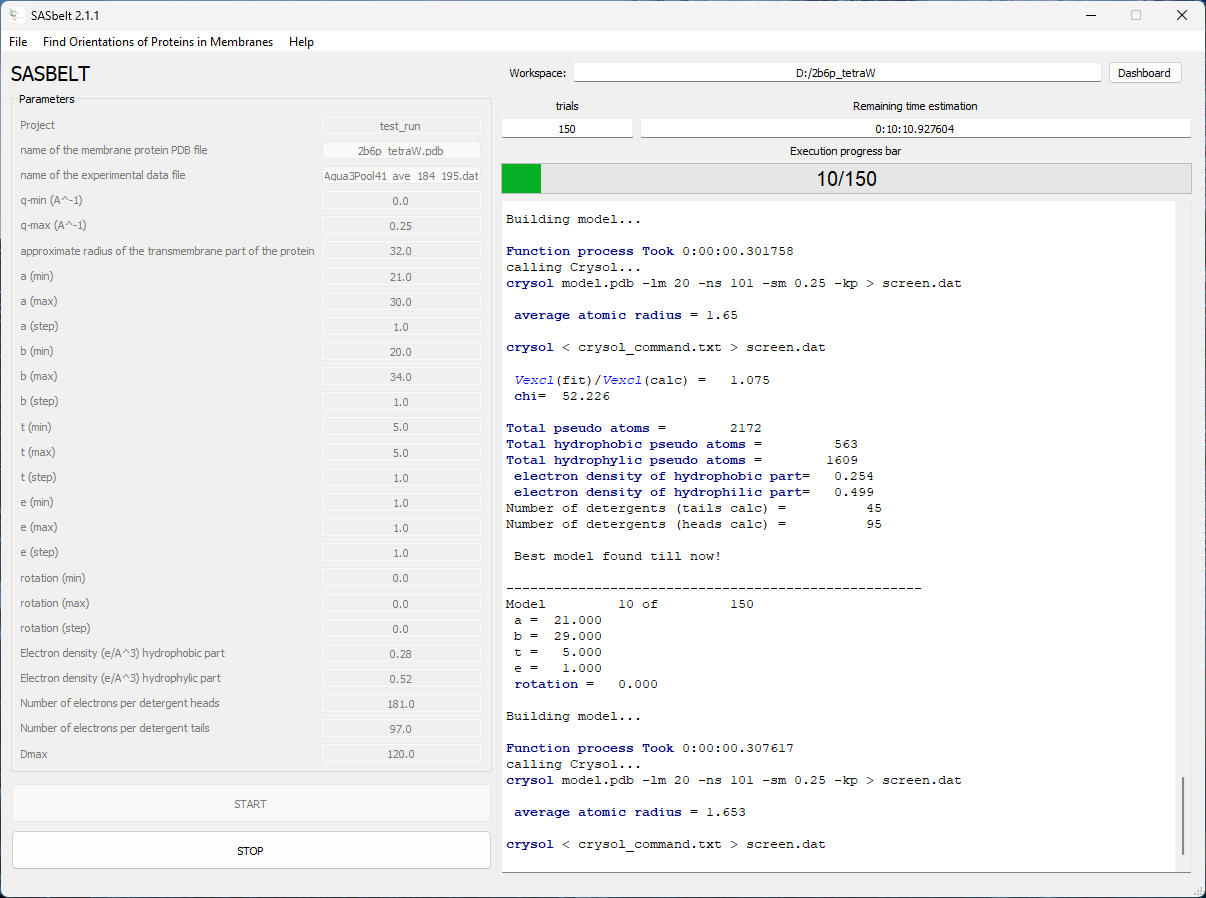 SASbelt 2.1.1
File Find Orientations of Proteins in Membranes Help
SASBELT
Parameters
Project test_run
name of the membrane protein PDB file 2b6p_tetraW.pdb
name of the experimental data file Aqua3Pool41_ave_184_195.dat
q-min (A^-1) 0.0
q-max (A^-1) 0.25
approximate radius of the transmembrane part of the protein 32.0
a (min) 21.0
a (max) 30.0
a (step) 1.0
b (min) 20.0
b (max) 34.0
b (step) 1.0
t (min) 5.0
t (max) 5.0
t (step) 1.0
e (min) 1.0
e (max) 1.0
e (step) 1.0
rotation (min) 0.0
rotation (max) 0.0
rotation (step) 0.0
Electron density (e/A^3) hydrophobic part 0.28
Electron density (e/A^3) hydrophylic part 0.52
Number of electrons per detergent heads 181.0
Number of electrons per detergent tails 97.0
Dmax 120.0
START
STOP
Workspace: D:/2b6p_tetraW Dashboard
trials Remaining time estimation
150 0:10:10.927604
Execution progress bar
10/150
Building model...
Function process Took 0:00:00.301758
calling Crysol...
crysol model.pdb -lm 20 -ns 101 -sm 0.25 -kp > screen.dat
average atomic radius = 1.65
crysol < crysol_command.txt > screen.dat
Vexcl(fit)/Vexcl(calc) = 1.075
chi= 52.226
Total pseudo atoms = 2172
Total hydrophobic pseudo atoms = 563
Total hydrophylic pseudo atoms = 1609
electron density of hydrophobic part= 0.254
electron density of hydrophilic part= 0.499
Number of detergents (tails calc) = 45
Number of detergents (heads calc) = 95
Best model found till now!
----------------------------------------------------
Model 10 of 150
a = 21.000
b = 29.000
t = 5.000
e = 1.000
rotation = 0.000
Building model...
Function process Took 0:00:00.307617
calling Crysol...
crysol model.pdb -lm 20 -ns 101 -sm 0.25 -kp > screen.dat
average atomic radius = 1.653
crysol < crysol_command.txt > screen.dat